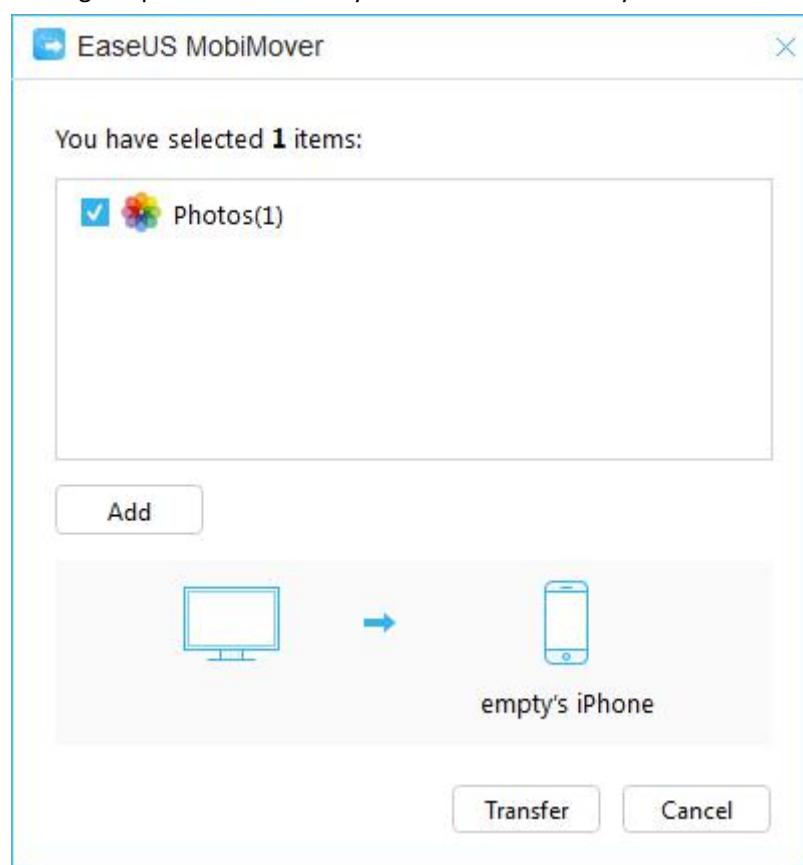 EaseUS MobiMover
You have selected 1 items:
Photos(1)
Add
empty's iPhone
Transfer Cancel